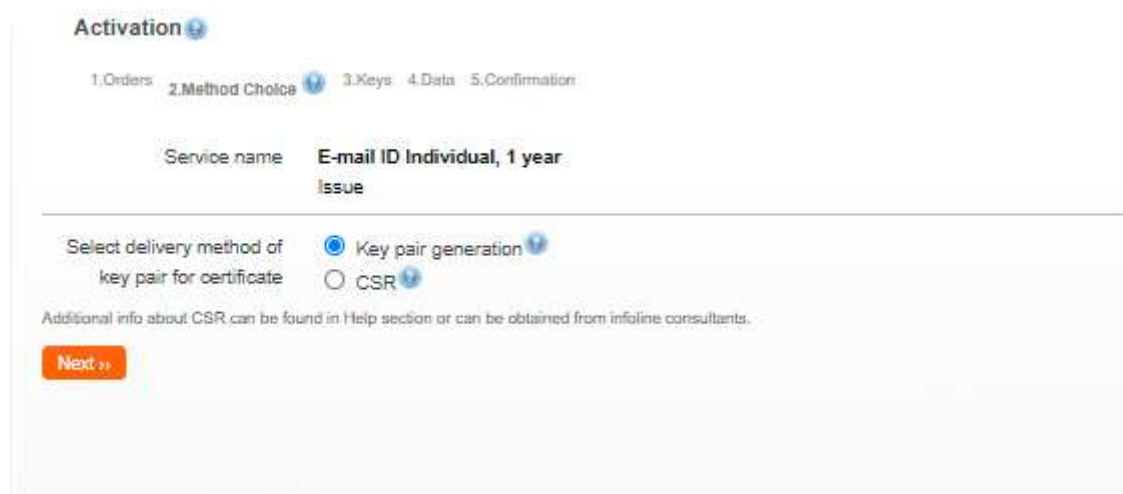 Activation
1.Orders 2.Method Choice 3.Keys 4.Data 5.Confirmation
Service name E-mail ID Individual, 1 year
Issue
Select delivery method of Key pair generation
key pair for certificate CSR
Additional info about CSR can be found in Help section or can be obtained from infoline consultants.
Next »